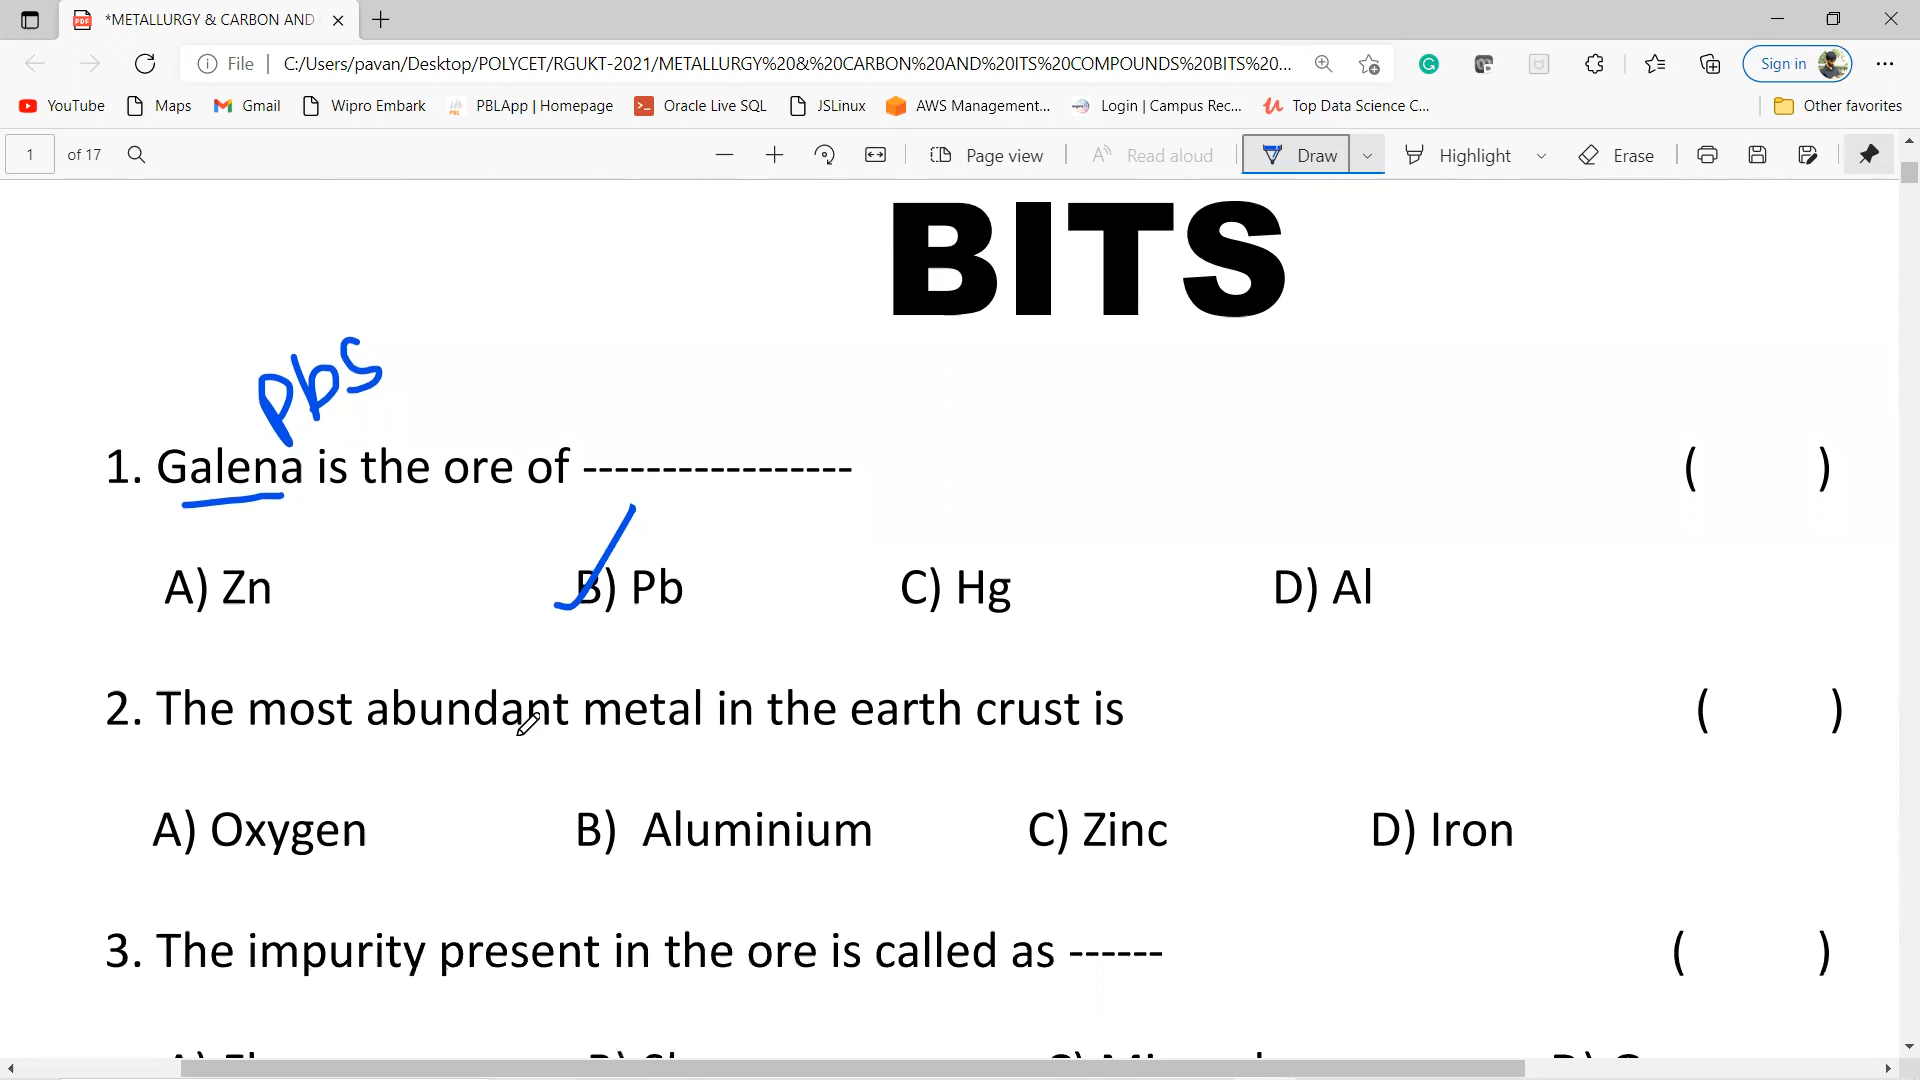 *METALLURGY & CARBON AND
File C:/Users/pavan/Desktop/POLYCET/RGUKT-2021/METALLURGY%20&%20CARBON%20AND%20ITS%20COMPOUNDS%20BITS%20... Sign in
YouTube Maps Gmail Wipro Embark PBLApp | Homepage Oracle Live SQL JSLinux AWS Management... Login | Campus Rec... Top Data Science C... Other favorites
1 of 17 Page view Read aloud Draw Highlight Erase
BITS
pbs
1. Galena is the ore of ----------------- ( )
A) Zn B) Pb C) Hg D) Al
2. The most abundant metal in the earth crust is ( )
A) Oxygen B) Aluminium C) Zinc D) Iron
3. The impurity present in the ore is called as ------ ( )